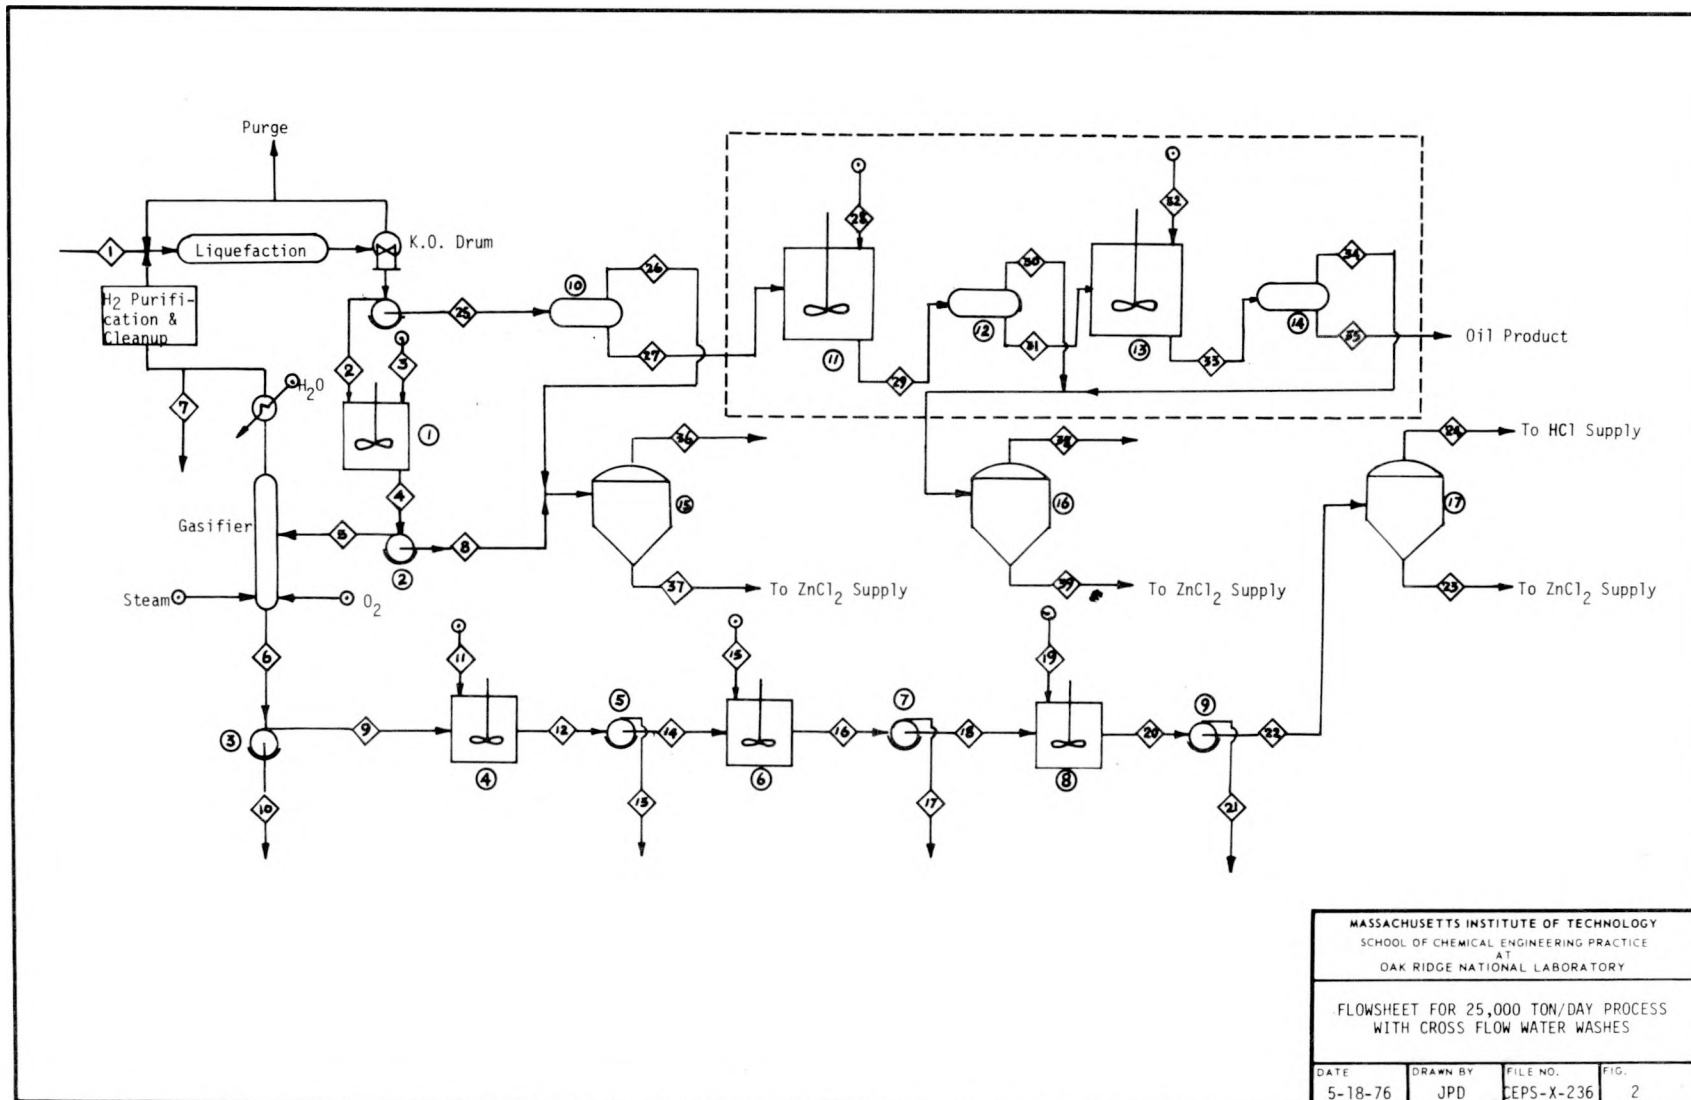 Purge
1
Liquefaction
K.O. Drum
H2 Purifi-
cation &
Cleanup
7
H2O
2
3
1
4
Gasifier
5
8
2
Steam
O2
6
3
9
10
25
10
26
27
28
11
29
30
12
31
32
13
33
34
14
35
Oil Product
36
15
37
To ZnCl2 Supply
38
16
39
To ZnCl2 Supply
24
To HCl Supply
17
23
To ZnCl2 Supply
11
4
12
5
14
13
15
6
16
7
18
17
19
8
20
9
22
21
MASSACHUSETTS INSTITUTE OF TECHNOLOGY
SCHOOL OF CHEMICAL ENGINEERING PRACTICE
AT
OAK RIDGE NATIONAL LABORATORY
FLOWSHEET FOR 25,000 TON/DAY PROCESS
WITH CROSS FLOW WATER WASHES
DATE
5-18-76
DRAWN BY
JPD
FILE NO.
CEPS-X-236
FIG.
2